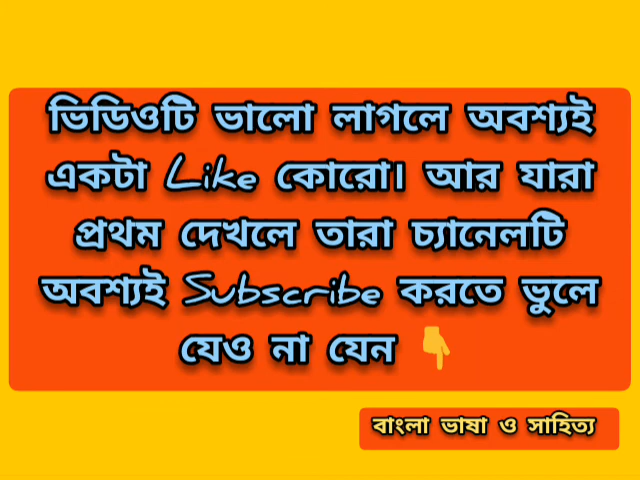 ভিডিওটি ভালো লাগলে অবশ্যই
একটা Like কোরো। আর যারা
প্রথম দেখলে তারা চ্যানেলটি
অবশ্যই Subscribe করতে ভুলে
যেও না যেন 👇
বাংলা ভাষা ও সাহিত্য